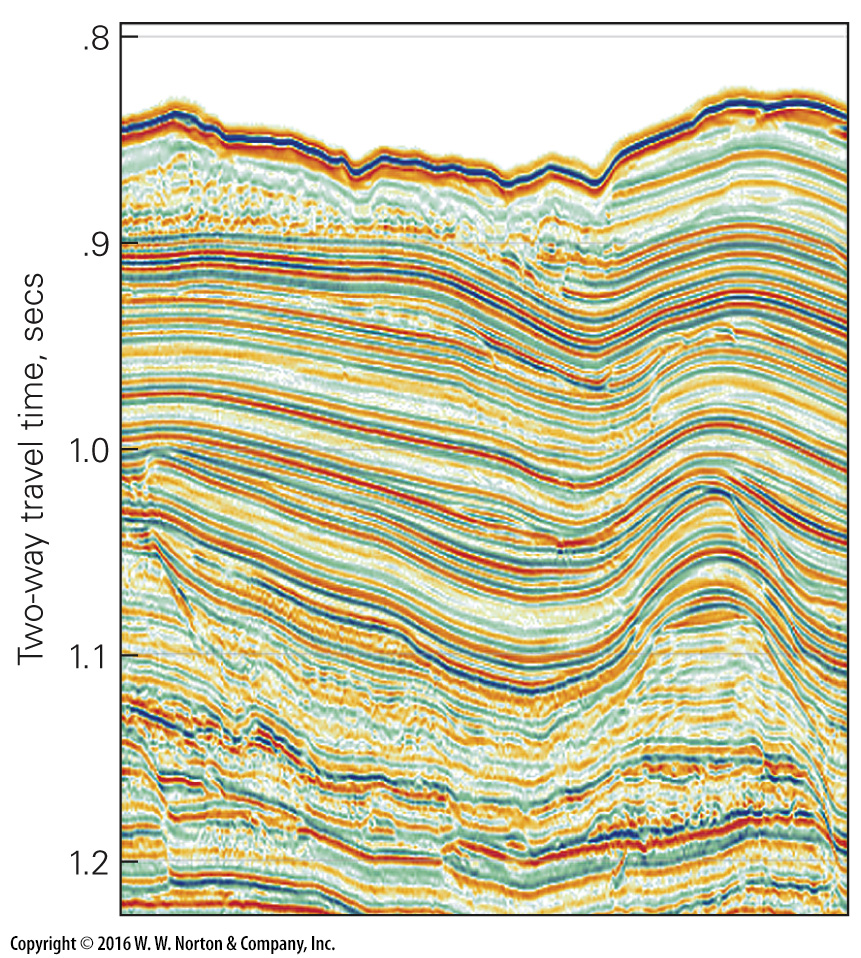 .8
.9
1.0
1.1
1.2
Two-way travel time, secs
Copyright © 2016 W. W. Norton & Company, Inc.